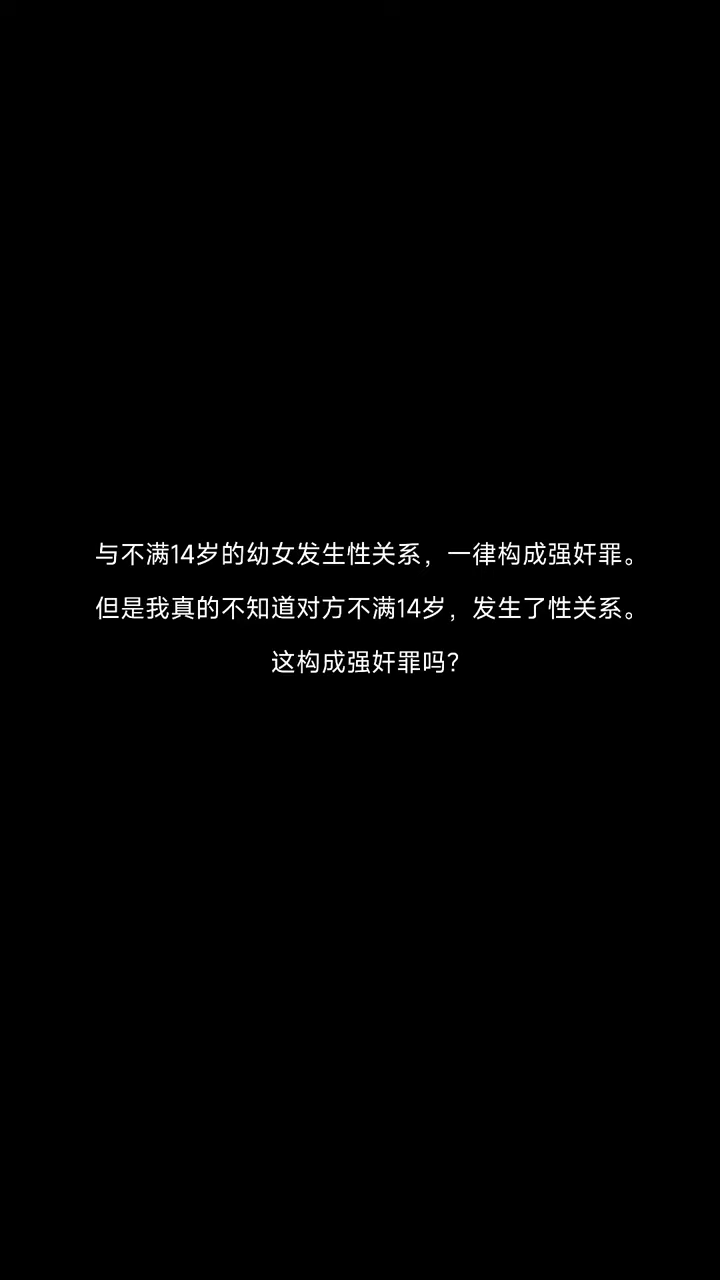 与不满14岁的幼女发生性关系，一律构成强奸罪。
但是我真的不知道对方不满14岁，发生了性关系。
这构成强奸罪吗？